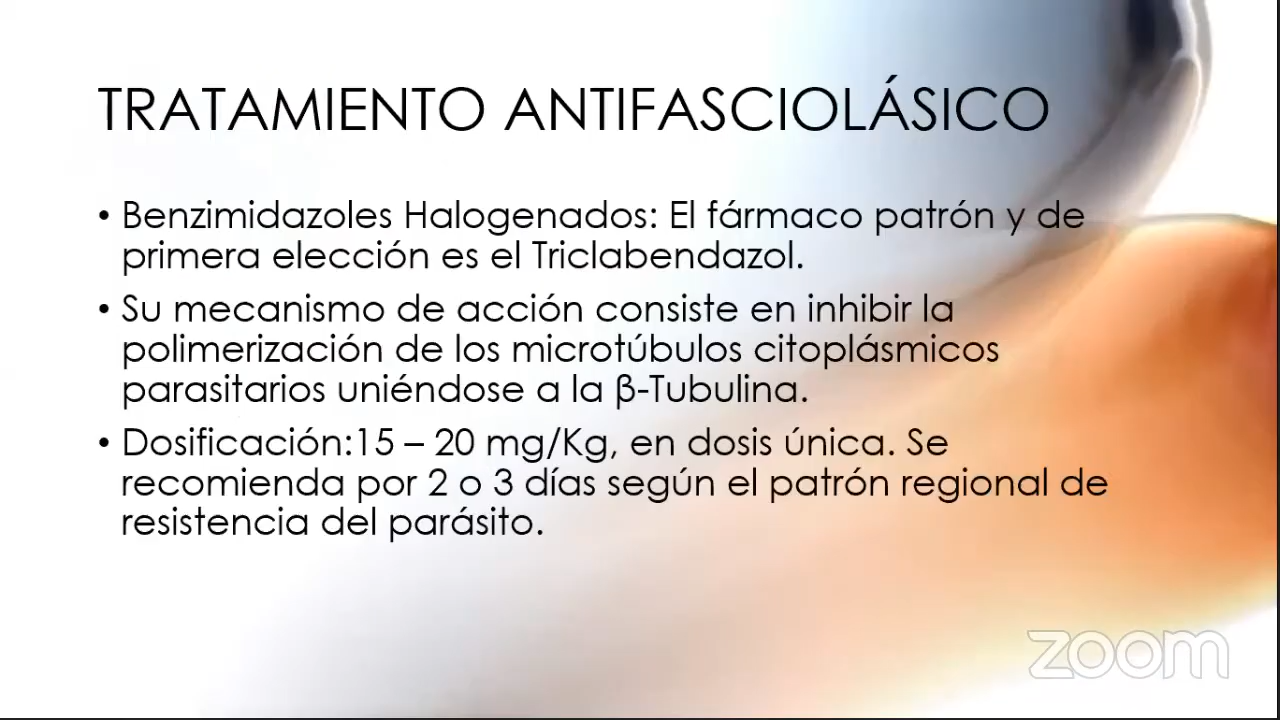 TRATAMIENTO ANTIFASCIOLÁSICO
• Benzimidazoles Halogenados: El fármaco patrón y de
primera elección es el Triclabendazol.
• Su mecanismo de acción consiste en inhibir la
polimerización de los microtúbulos citoplásmicos
parasitarios uniéndose a la β-Tubulina.
• Dosificación:15 – 20 mg/Kg, en dosis única. Se
recomienda por 2 o 3 días según el patrón regional de
resistencia del parásito.
zoom